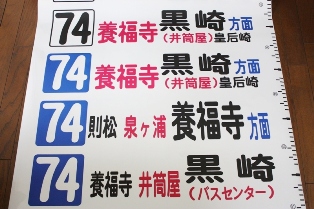 74 養福寺 黒崎 方面
(井筒屋) 皇后崎
74 養福寺 黒崎 方面
(井筒屋) 皇后崎
74 則松 泉ヶ浦 養福寺 方面
74 養福寺 井筒屋 黒崎
(バスセンター)